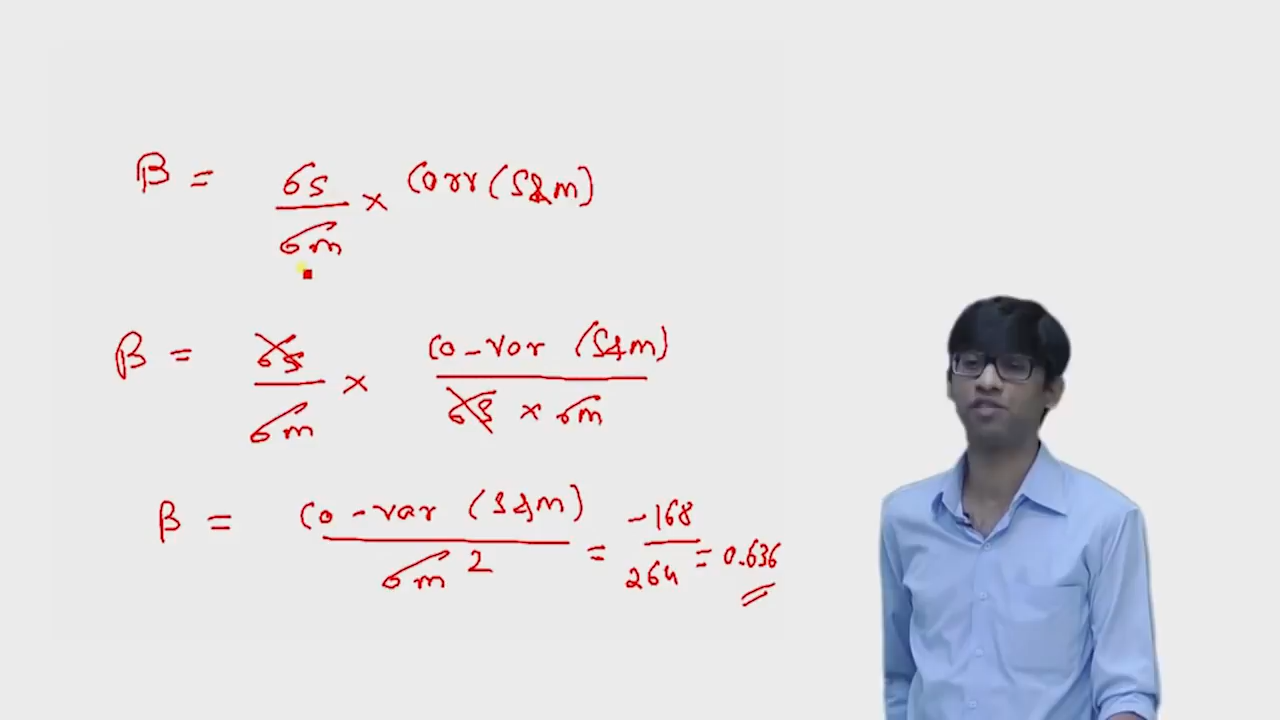 β = σs/σm × Corr(S&m)
β = σs/σm × Co-var (S&m)/σs × σm
β = Co-var (S&m)/σm² = -168/264 = 0.636